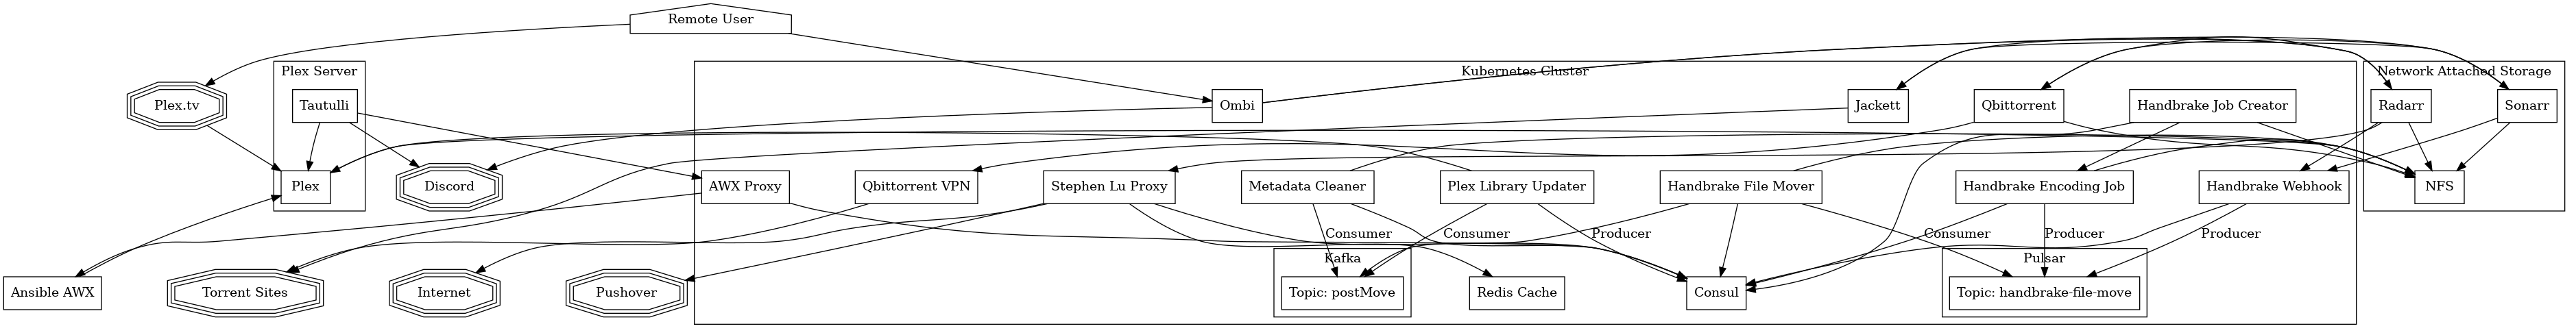 Remote User
Plex Server
Kubernetes Cluster
Network Attached Storage
Plex.tv
Tautulli
Ombi
Jackett
Qbittorrent
Handbrake Job Creator
Radarr
Sonarr
Plex
Discord
AWX Proxy
Qbittorrent VPN
Stephen Lu Proxy
Metadata Cleaner
Plex Library Updater
Handbrake File Mover
Handbrake Encoding Job
Handbrake Webhook
NFS
Consumer
Consumer
Producer
Consumer
Producer
Producer
Kafka
Pulsar
Ansible AWX
Torrent Sites
Internet
Pushover
Topic: postMove
Redis Cache
Consul
Topic: handbrake-file-move